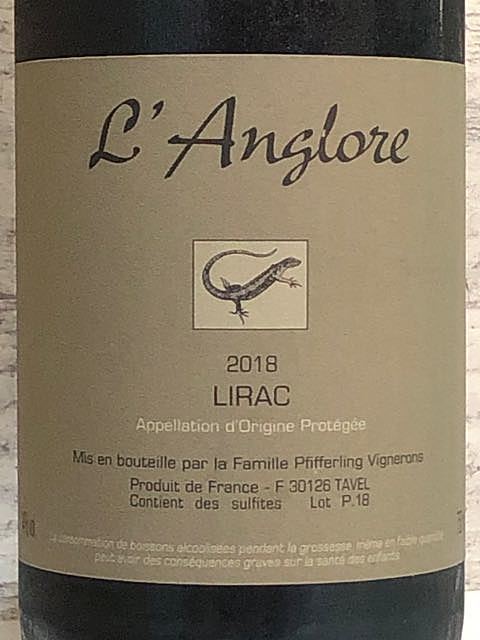 L'Anglore
2018
LIRAC
Appellation d'Origine Protégée
Mis en bouteille par la Famille Pfifferling Vignerons
Produit de France - F 30126 TAVEL
Contient des sulfites Lot P.18
La consommation de boissons alcoolisées pendant la grossesse, même en faible quantité,
peut avoir des conséquences graves sur la santé des enfants